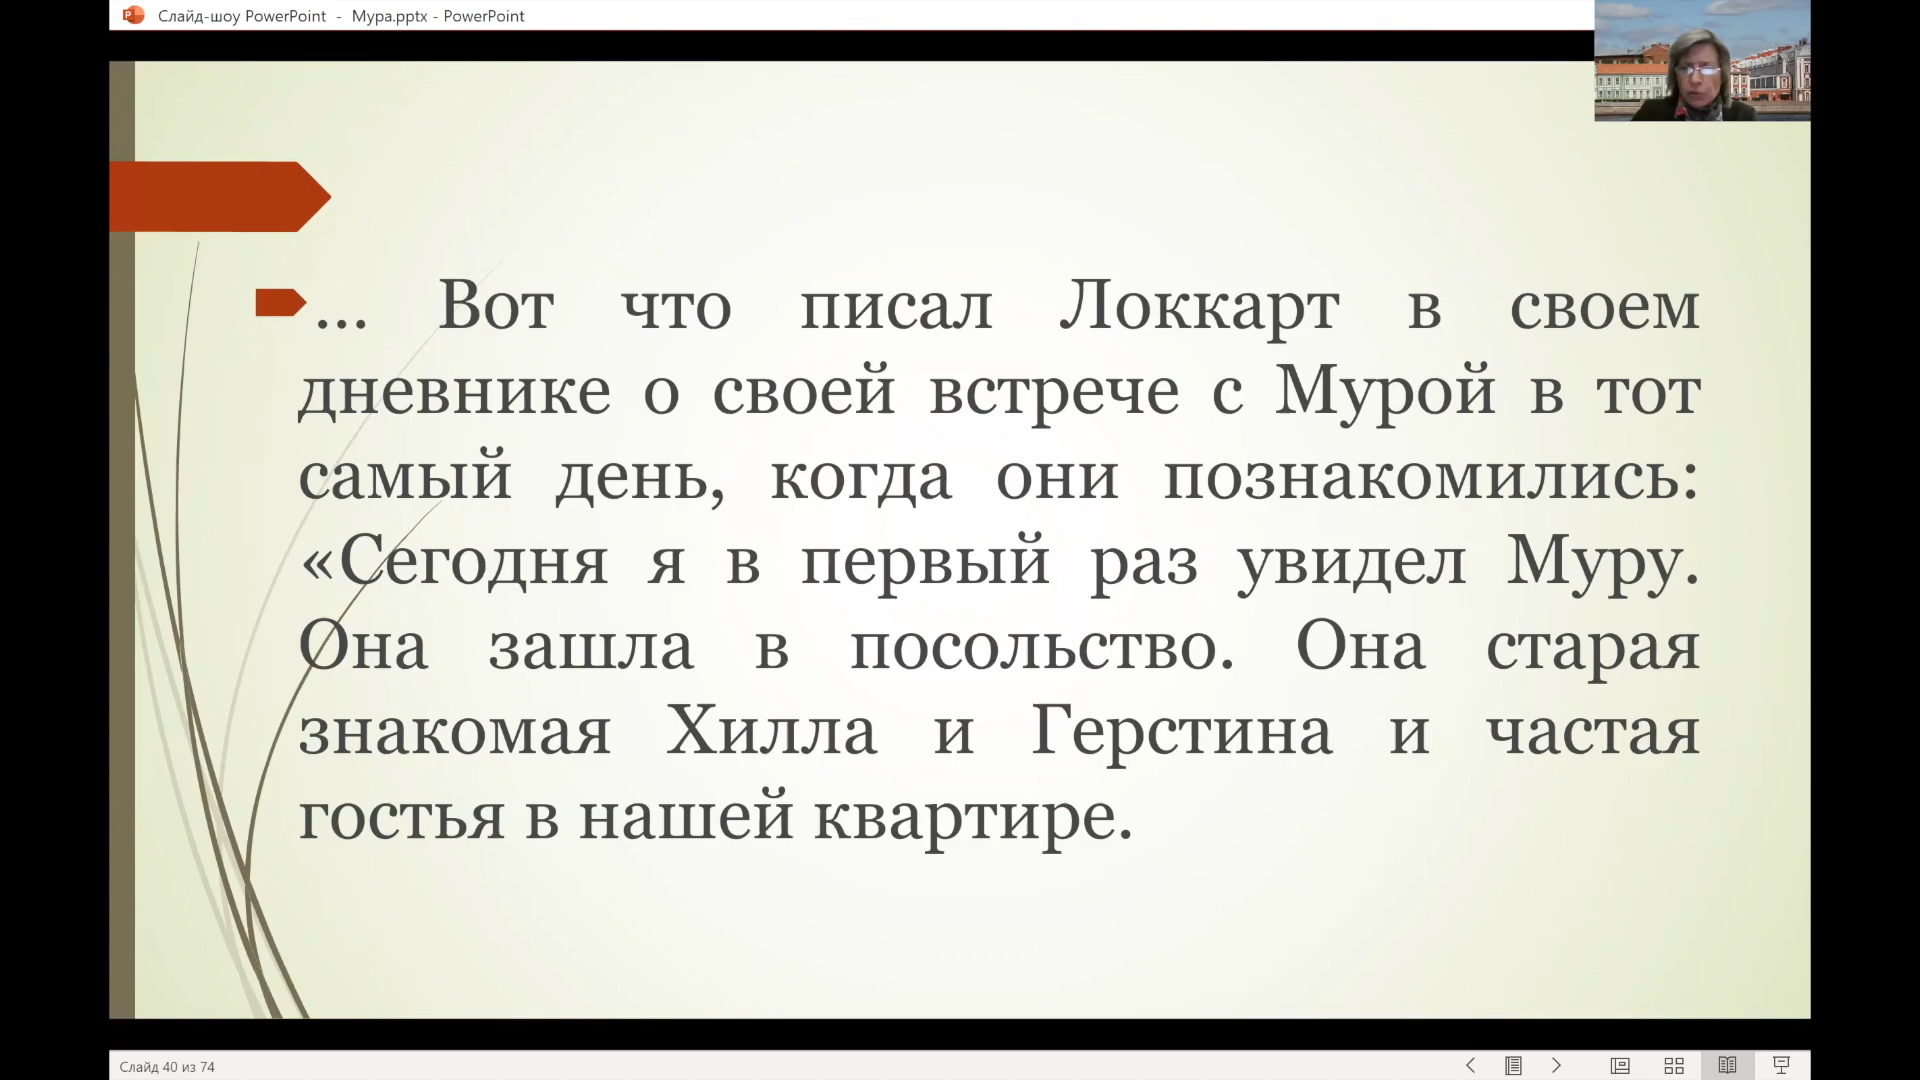 Слайд-шоу PowerPoint - Мура.pptx - PowerPoint
... Вот что писал Локкарт в своем
дневнике о своей встрече с Мурой в тот
самый день, когда они познакомились:
«Сегодня я в первый раз увидел Муру.
Она зашла в посольство. Она старая
знакомая Хилла и Герстина и частая
гостья в нашей квартире.
Слайд 40 из 74